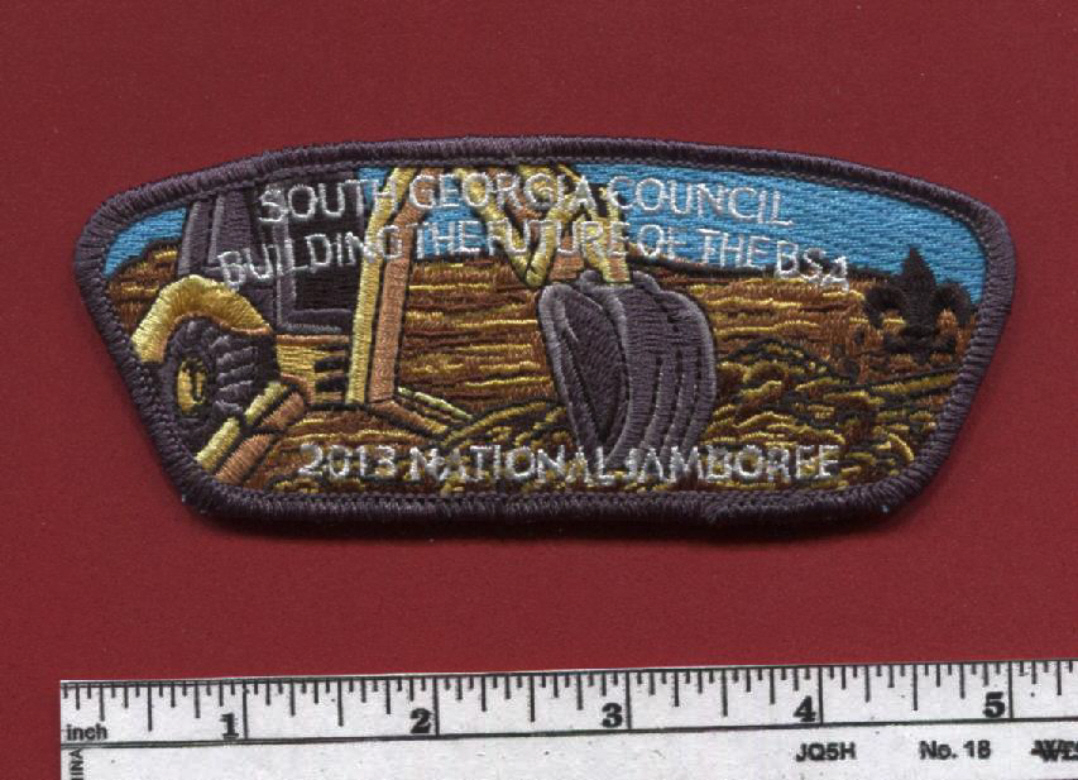 SOUTH GEORGIA COUNCIL
BUILDING THE FUTURE OF THE BSA
2013 NATIONAL JAMBOREE
1 2 3 4 5
inch
JQ5H No. 18